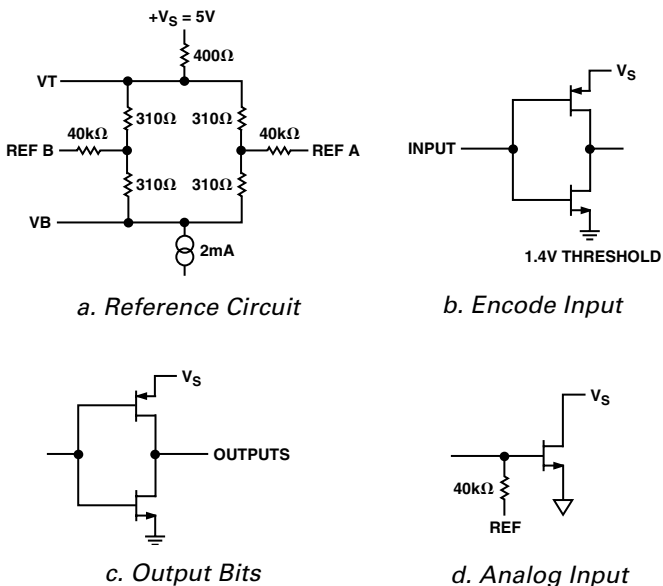 +VS = 5V
400Ω
VT
310Ω
310Ω
40kΩ
40kΩ
REF B
REF A
310Ω
310Ω
VB
2mA
a. Reference Circuit
VS
INPUT
1.4V THRESHOLD
b. Encode Input
VS
OUTPUTS
c. Output Bits
VS
40kΩ
REF
d. Analog Input